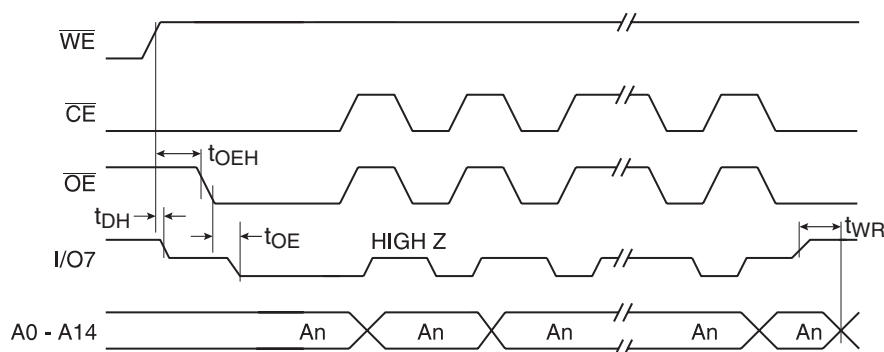 WE
CE
tOEH
OE
tDH
tOE
HIGH Z
tWR
I/O7
A0 - A14 An An An An An